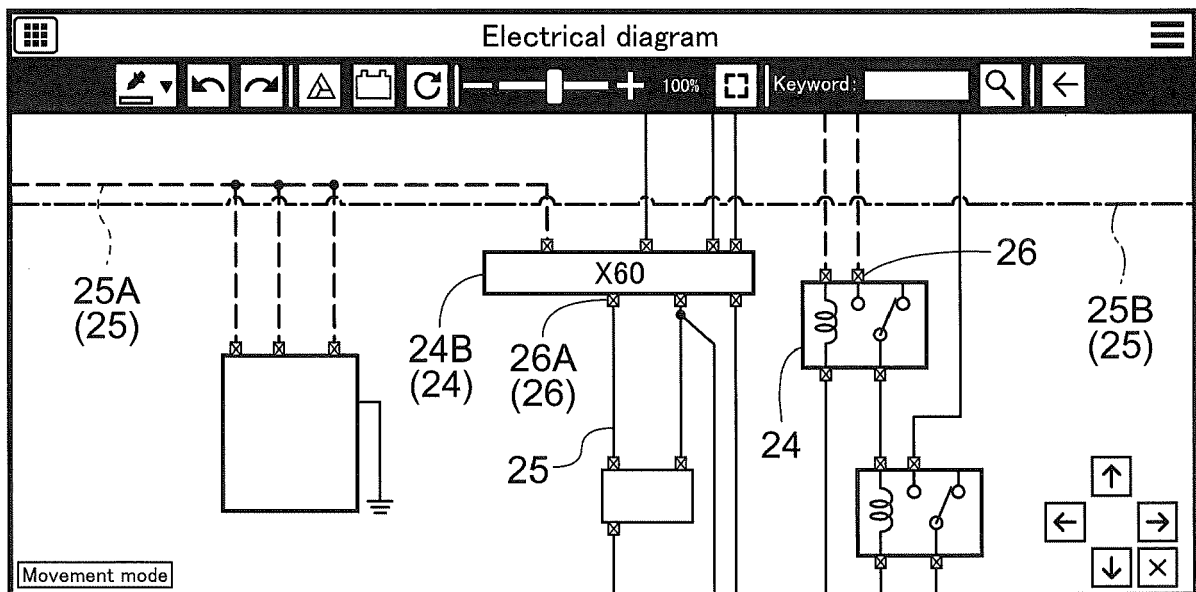 Electrical diagram
100%
Keyword:
X60
26
25A
(25)
25B
(25)
24B
(24)
26A
(26)
24
25
Movement mode